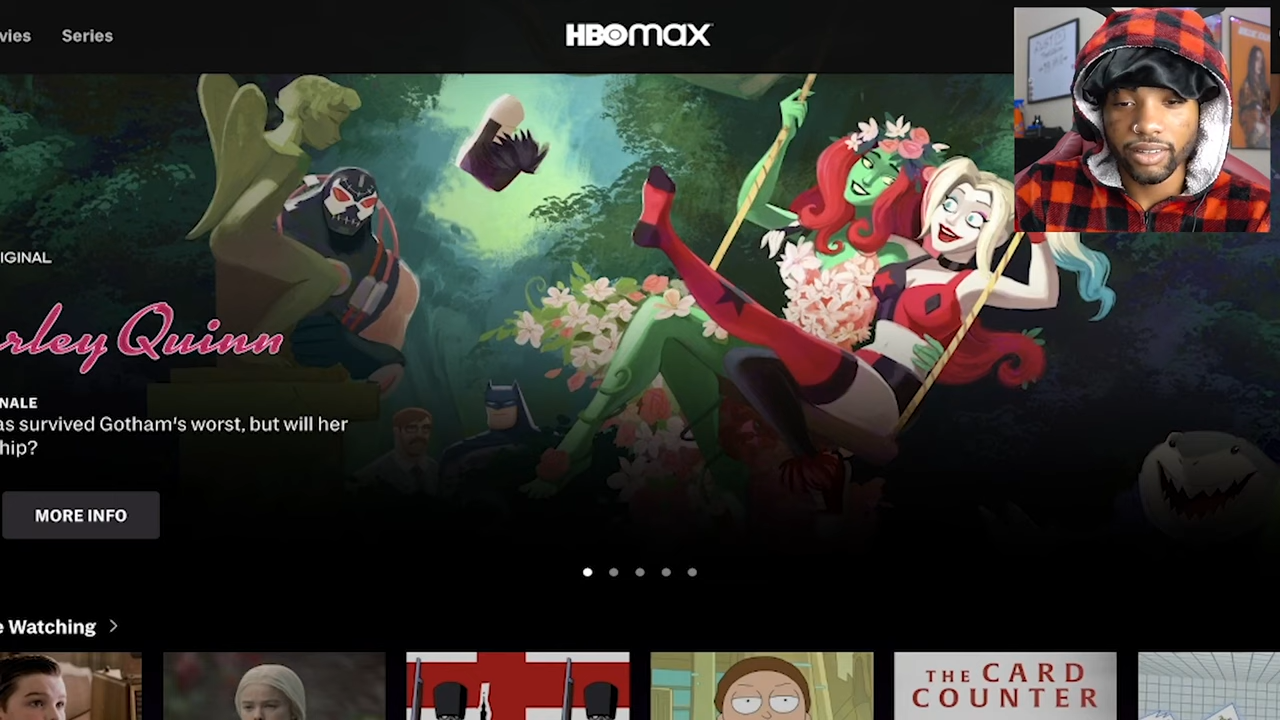 vies Series
HBOmax
IGINAL
rley Quinn
NALE
as survived Gotham's worst, but will her
hip?
MORE INFO
e Watching >
THE CARD
COUNTER